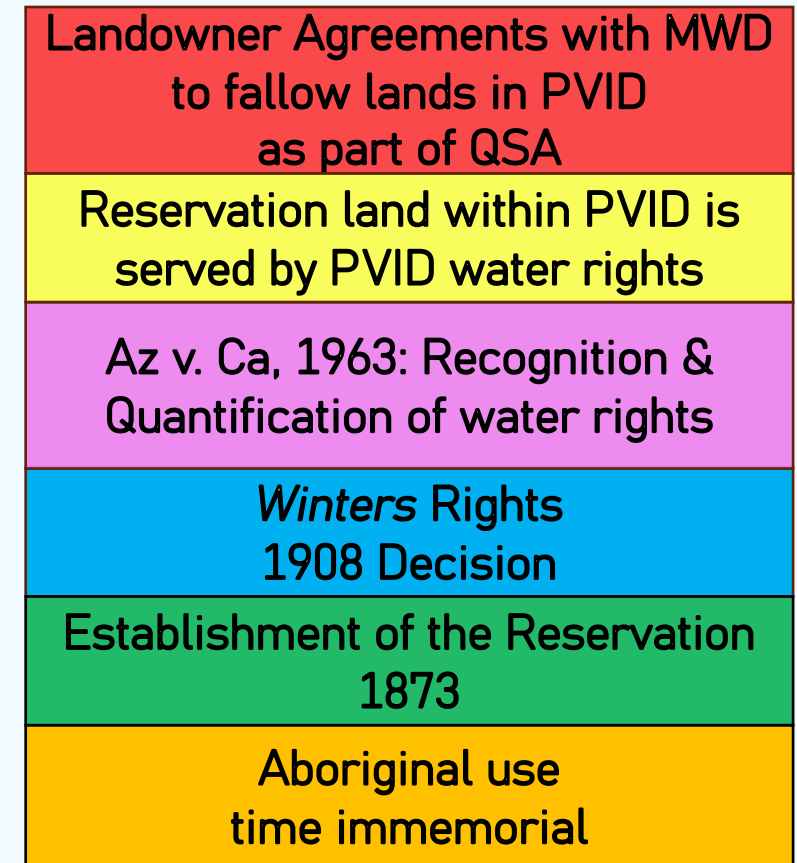 Landowner Agreements with MWD
to fallow lands in PVID
as part of QSA
Reservation land within PVID is
served by PVID water rights
Az v. Ca, 1963: Recognition &
Quantification of water rights
Winters Rights
1908 Decision
Establishment of the Reservation
1873
Aboriginal use
time immemorial